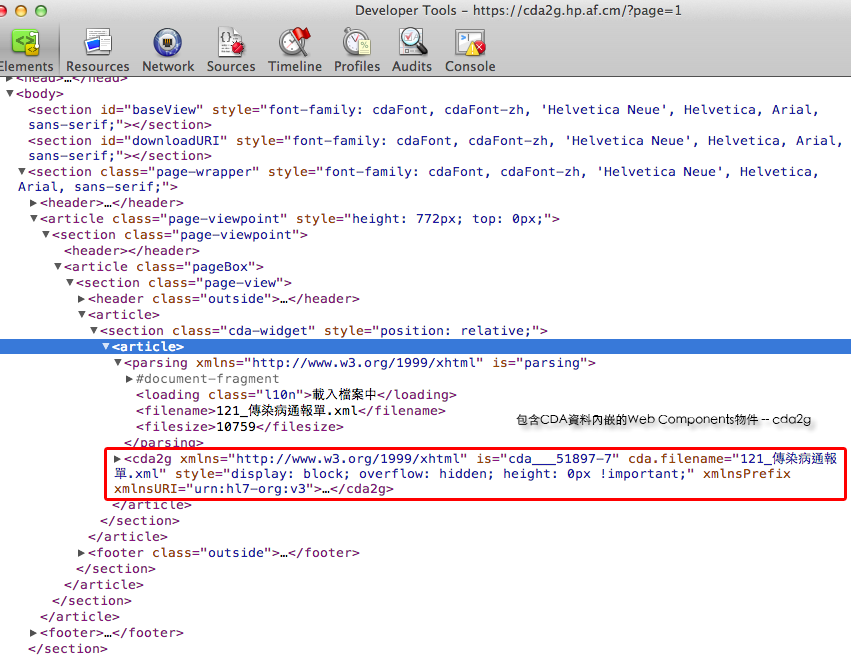 Developer Tools - https://cda2g.hp.af.cm/?page=1
Elements Resources Network Sources Timeline Profiles Audits Console
▶<head>…</head>
▼<body>
<section id="baseView" style="font-family: cdaFont, cdaFont-zh, 'Helvetica Neue', Helvetica, Arial,
sans-serif;"></section>
<section id="downloadURI" style="font-family: cdaFont, cdaFont-zh, 'Helvetica Neue', Helvetica, Arial,
sans-serif;"></section>
▼<section class="page-wrapper" style="font-family: cdaFont, cdaFont-zh, 'Helvetica Neue', Helvetica,
Arial, sans-serif;">
▶<header>…</header>
▼<article class="page-viewpoint" style="height: 772px; top: 0px;">
▼<section class="page-viewpoint">
<header></header>
▼<article class="pageBox">
▼<section class="page-view">
▶<header class="outside">…</header>
▼<article>
▼<section class="cda-widget" style="position: relative;">
▼<article>
▼<parsing xmlns="http://www.w3.org/1999/xhtml" is="parsing">
▶#document-fragment
<loading class="l10n">載入檔案中</loading>
<filename>121_傳染病通報單.xml</filename>
<filesize>10759</filesize>
包含CDA資料內嵌的Web Components物件 -- cda2g
</parsing>
▶<cda2g xmlns="http://www.w3.org/1999/xhtml" is="cda___51897-7" cda.filename="121_傳染病通報
單.xml" style="display: block; overflow: hidden; height: 0px !important;" xmlnsPrefix
xmlnsURI="urn:hl7-org:v3">…</cda2g>
</article>
</section>
</article>
▶<footer class="outside">…</footer>
</section>
</article>
</section>
</article>
▶<footer>…</footer>
</section>